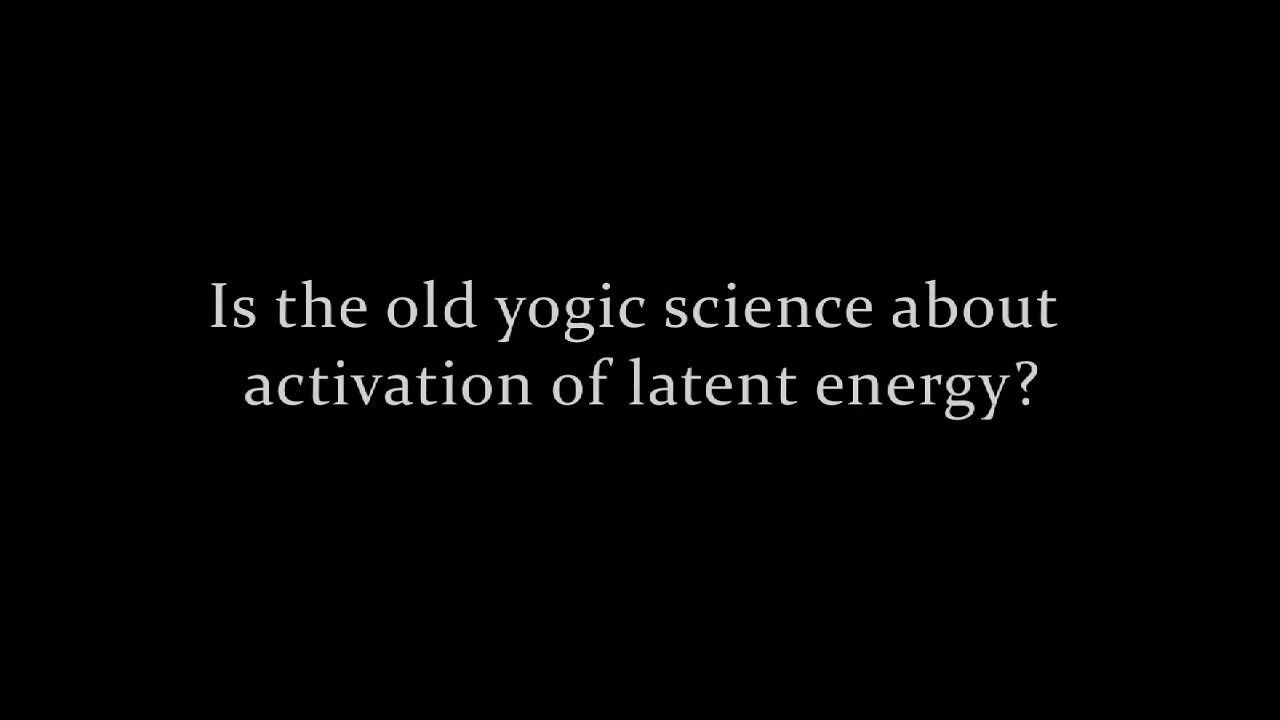 Is the old yogic science about
activation of latent energy?